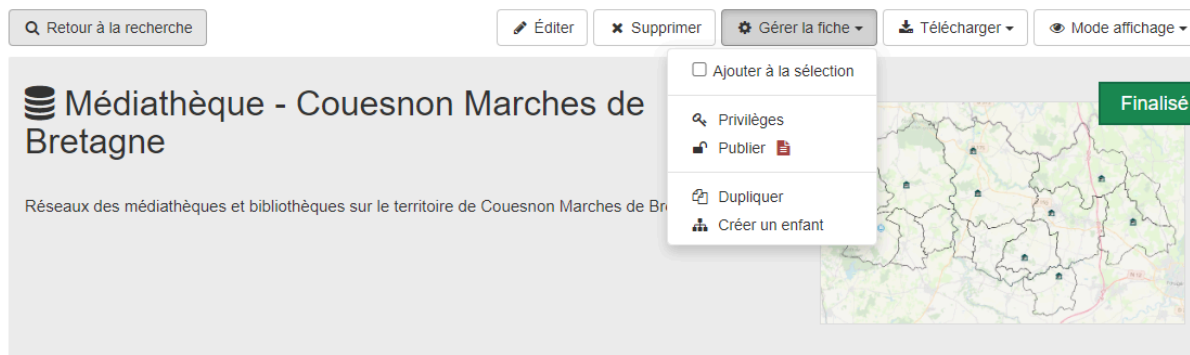 Retour à la recherche
Éditer
Supprimer
Gérer la fiche
Télécharger
Mode affichage
Ajouter à la sélection
Privilèges
Publier
Dupliquer
Créer un enfant
Médiathèque - Couesnon Marches de
Bretagne
Finalisé
Réseaux des médiathèques et bibliothèques sur le territoire de Couesnon Marches de